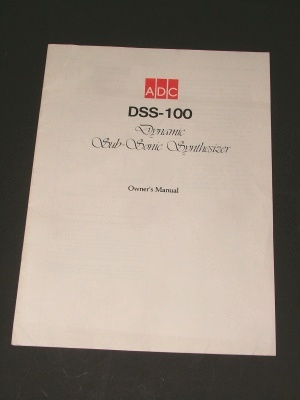 ADC
DSS-100
Dynamic
Sub-Sonic Synthesizer
Owner's Manual